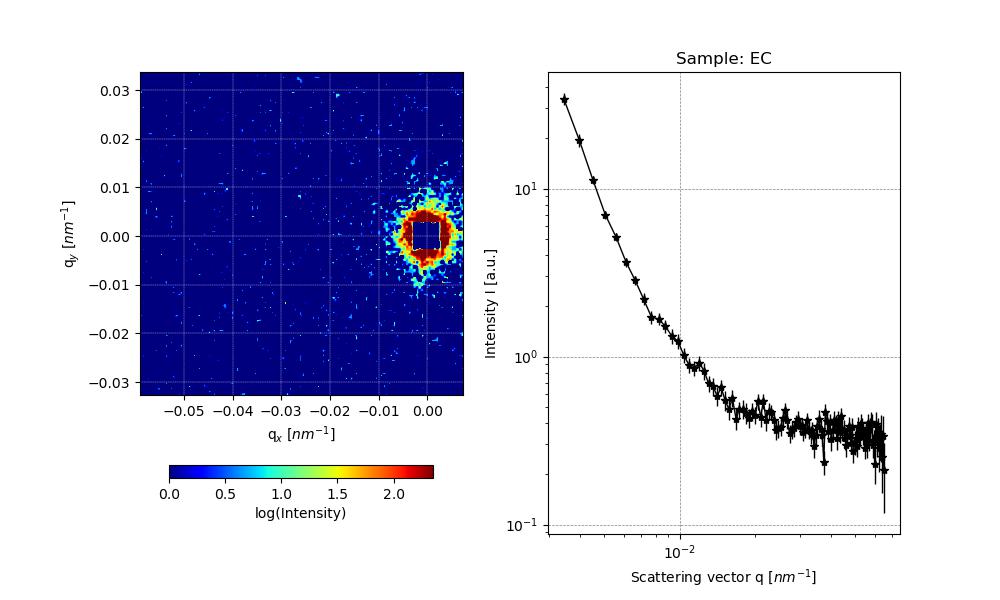 0.03
0.02
0.01
0.00
−0.01
−0.02
−0.03
q_y [nm^{-1}]
−0.05 −0.04 −0.03 −0.02 −0.01 0.00
q_x [nm^{-1}]
0.0 0.5 1.0 1.5 2.0
log(Intensity)
Sample: EC
10^1
10^0
10^{-1}
Intensity I [a.u.]
10^{-2}
Scattering vector q [nm^{-1}]